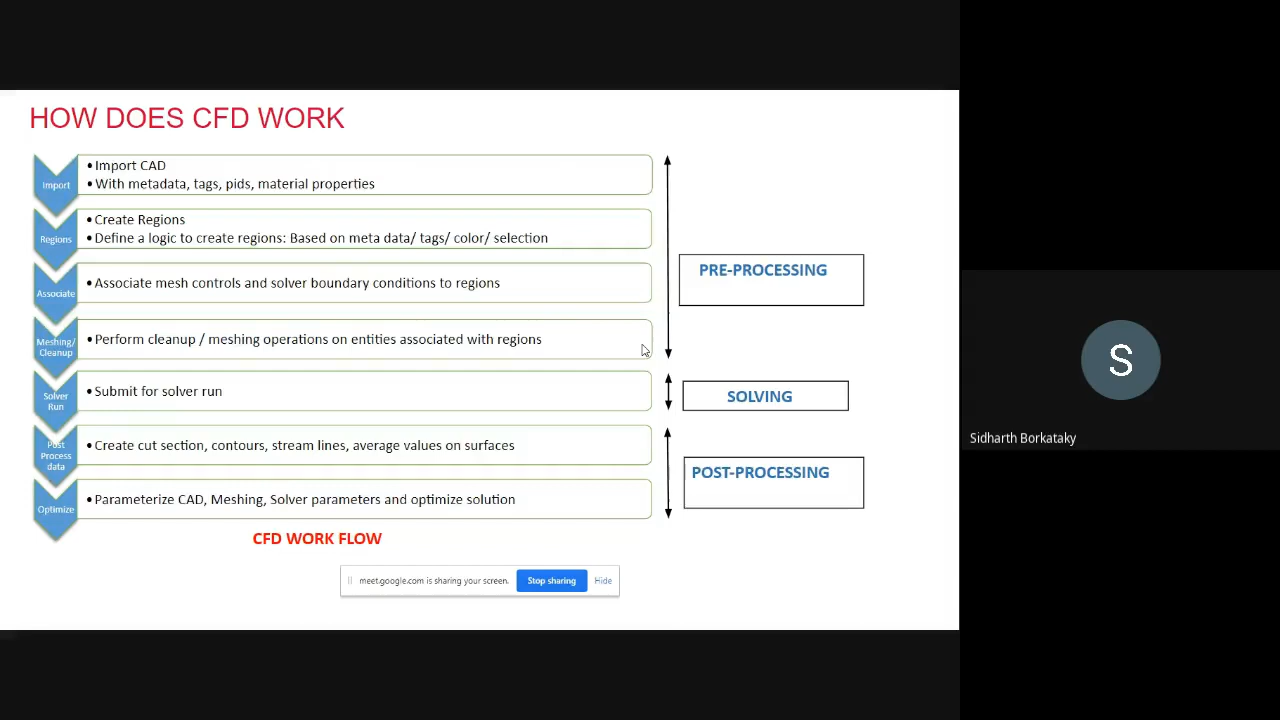 HOW DOES CFD WORK
Import
•Import CAD
•With metadata, tags, pids, material properties
Regions
•Create Regions
•Define a logic to create regions: Based on meta data/ tags/ color/ selection
PRE-PROCESSING
Associate
•Associate mesh controls and solver boundary conditions to regions
Meshing/
Cleanup
•Perform cleanup / meshing operations on entities associated with regions
Solver
Run
•Submit for solver run
SOLVING
Post
Process
data
•Create cut section, contours, stream lines, average values on surfaces
POST-PROCESSING
Optimize
•Parameterize CAD, Meshing, Solver parameters and optimize solution
CFD WORK FLOW
meet.google.com is sharing your screen.
Stop sharing
Hide
S
Sidharth Borkataky